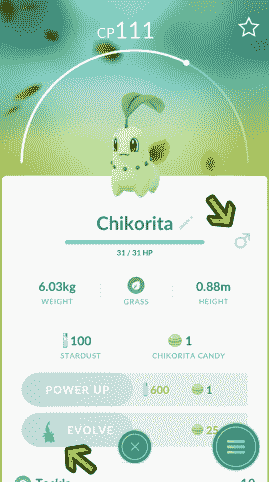 CP111
Chikorita
31 / 31 HP
6.03kg
WEIGHT
GRASS
0.88m
HEIGHT
100
STARDUST
1
CHIKORITA CANDY
POWER UP 600 1
EVOLVE 25
Tackle 10